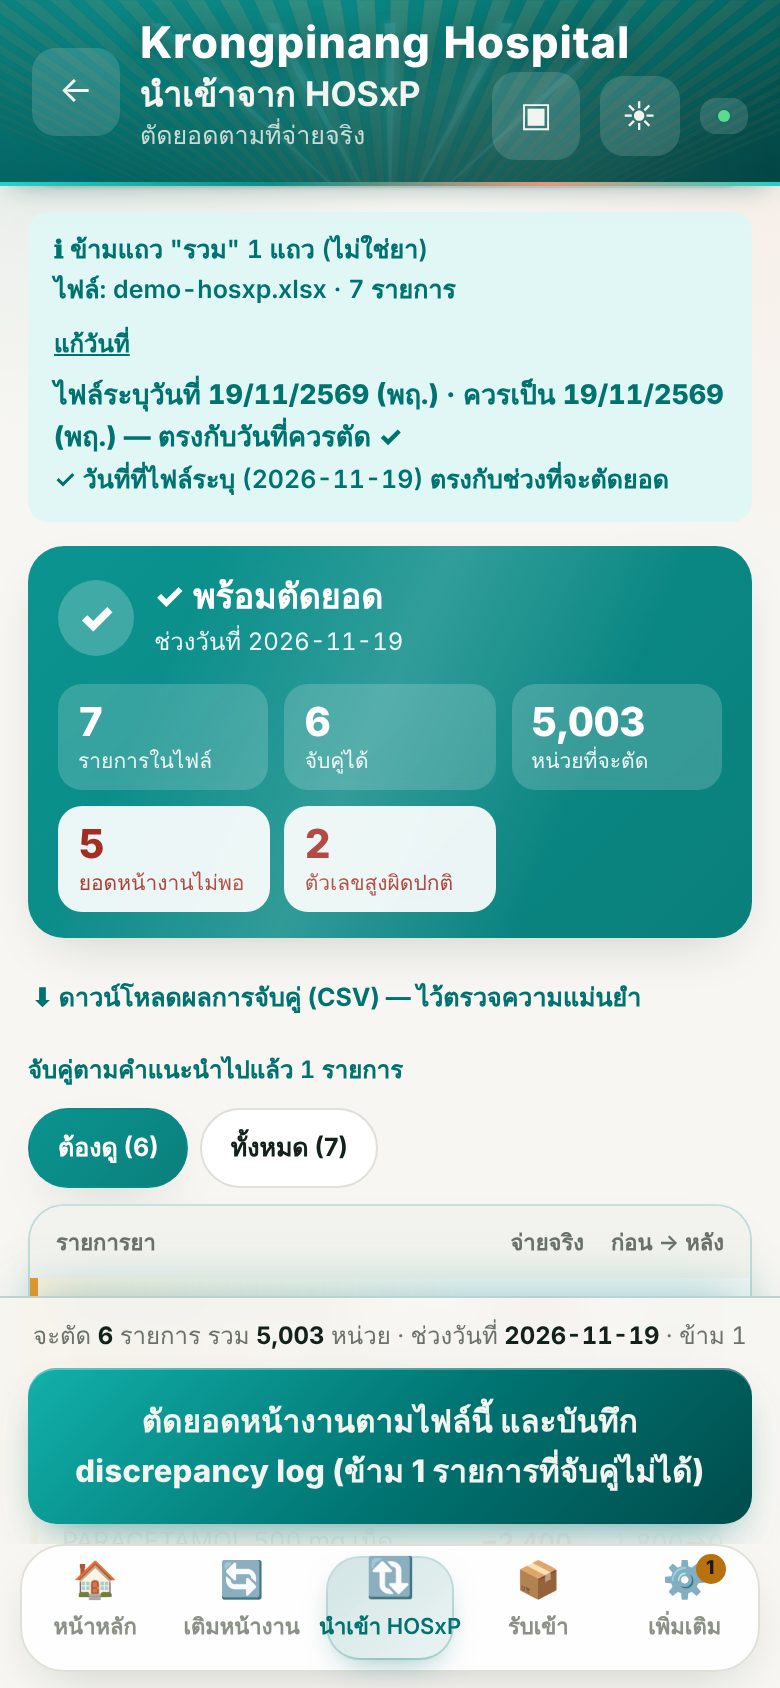 Krongpinang Hospital
นำเข้าจาก HOSxP
ตัดยอดตามที่จ่ายจริง
ℹ ข้ามแถว "รวม" 1 แถว (ไม่ใช่ยา)
ไฟล์: demo-hosxp.xlsx · 7 รายการ
แก้วันที่
ไฟล์ระบุวันที่ 19/11/2569 (พฤ.) · ควรเป็น 19/11/2569
(พฤ.) — ตรงกับวันที่ควรตัด ✓
✓ วันที่ที่ไฟล์ระบุ (2026-11-19) ตรงกับช่วงที่จะตัดยอด
✓ พร้อมตัดยอด
ช่วงวันที่ 2026-11-19
7
รายการในไฟล์
6
จับคู่ได้
5,003
หน่วยที่จะตัด
5
ยอดหน้างานไม่พอ
2
ตัวเลขสูงผิดปกติ
⬇ ดาวน์โหลดผลการจับคู่ (CSV) — ไว้ตรวจความแม่นยำ
จับคู่ตามคำแนะนำไปแล้ว 1 รายการ
ต้องดู (6)
ทั้งหมด (7)
รายการยา จ่ายจริง ก่อน → หลัง
จะตัด 6 รายการ รวม 5,003 หน่วย · ช่วงวันที่ 2026-11-19 · ข้าม 1
ตัดยอดหน้างานตามไฟล์นี้ และบันทึก
discrepancy log (ข้าม 1 รายการที่จับคู่ไม่ได้)
PARACETAMOL 500 mg เม็ด
หน้าหลัก
เติมหน้างาน
นำเข้า HOSxP
รับเข้า
1
เพิ่มเติม